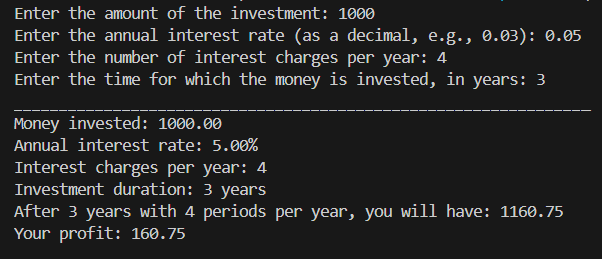 Enter the amount of the investment: 1000
Enter the annual interest rate (as a decimal, e.g., 0.03): 0.05
Enter the number of interest charges per year: 4
Enter the time for which the money is invested, in years: 3
_________________________________________________________________
Money invested: 1000.00
Annual interest rate: 5.00%
Interest charges per year: 4
Investment duration: 3 years
After 3 years with 4 periods per year, you will have: 1160.75
Your profit: 160.75